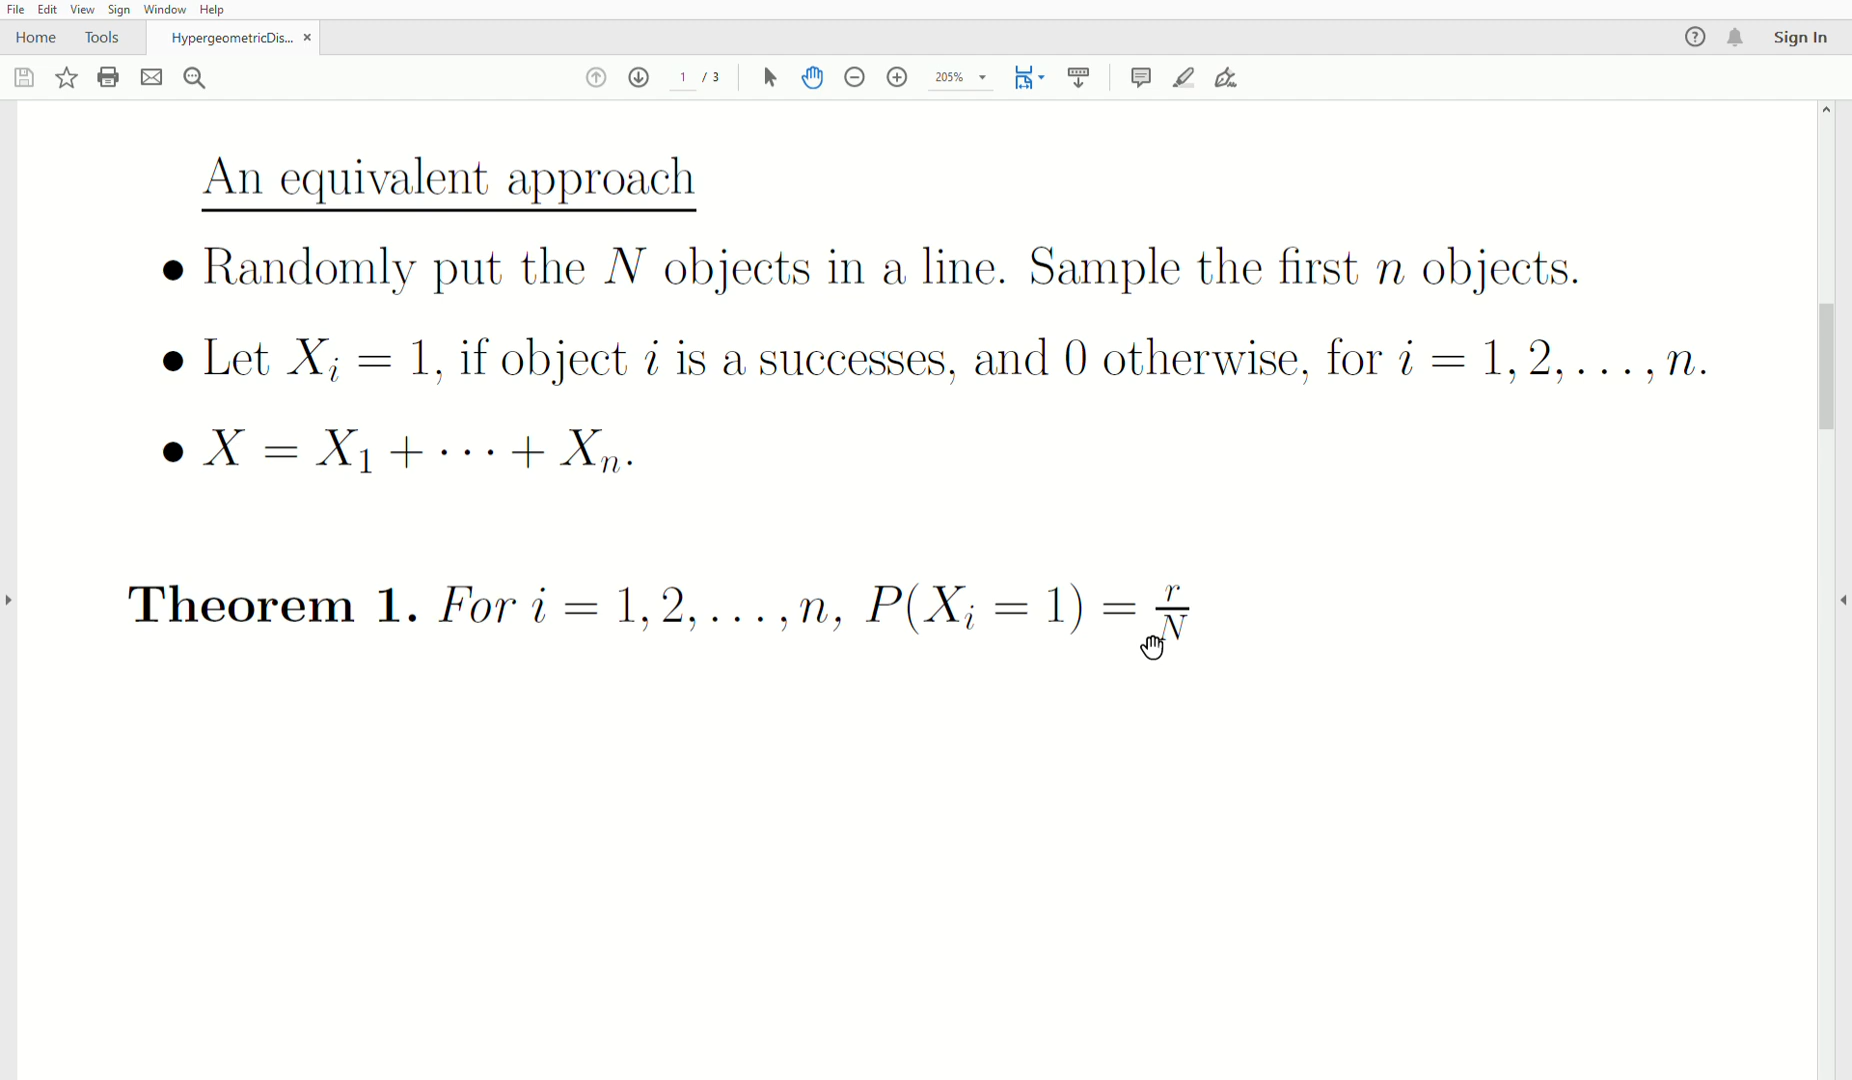 File Edit View Sign Window Help
Home Tools HypergeometricDis... × Sign In
1 / 3 205%
An equivalent approach
• Randomly put the N objects in a line. Sample the first n objects.
• Let X_i = 1, if object i is a successes, and 0 otherwise, for i = 1, 2, . . . , n.
• X = X_1 + · · · + X_n.
Theorem 1. For i = 1, 2, . . . , n, P(X_i = 1) = r/N